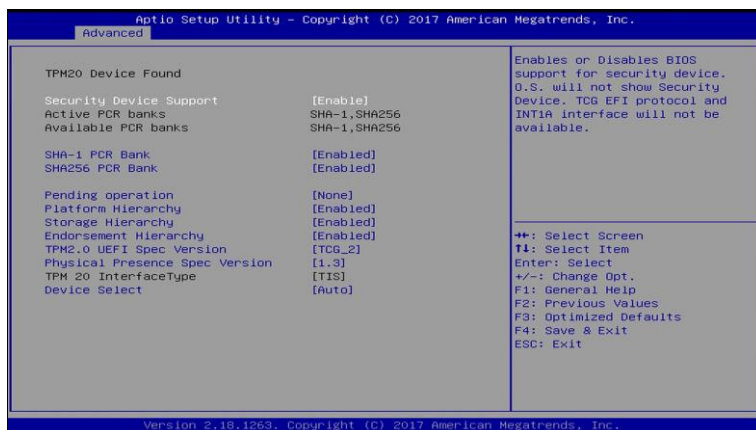 Aptio Setup Utility – Copyright (C) 2017 American Megatrends, Inc.
Advanced
TPM20 Device Found
Security Device Support [Enable]
Active PCR banks SHA-1,SHA256
Available PCR banks SHA-1,SHA256
SHA-1 PCR Bank [Enabled]
SHA256 PCR Bank [Enabled]
Pending operation [None]
Platform Hierarchy [Enabled]
Storage Hierarchy [Enabled]
Endorsement Hierarchy [Enabled]
TPM2.0 UEFI Spec Version [TCG_2]
Physical Presence Spec Version [1.3]
TPM 20 InterfaceType [TIS]
Device Select [Auto]
Enables or Disables BIOS
support for security device.
O.S. will not show Security
Device. TCG EFI protocol and
INT1A interface will not be
available.
→←: Select Screen
↑↓: Select Item
Enter: Select
+/-: Change Opt.
F1: General Help
F2: Previous Values
F3: Optimized Defaults
F4: Save & Exit
ESC: Exit
Version 2.18.1263. Copyright (C) 2017 American Megatrends, Inc.